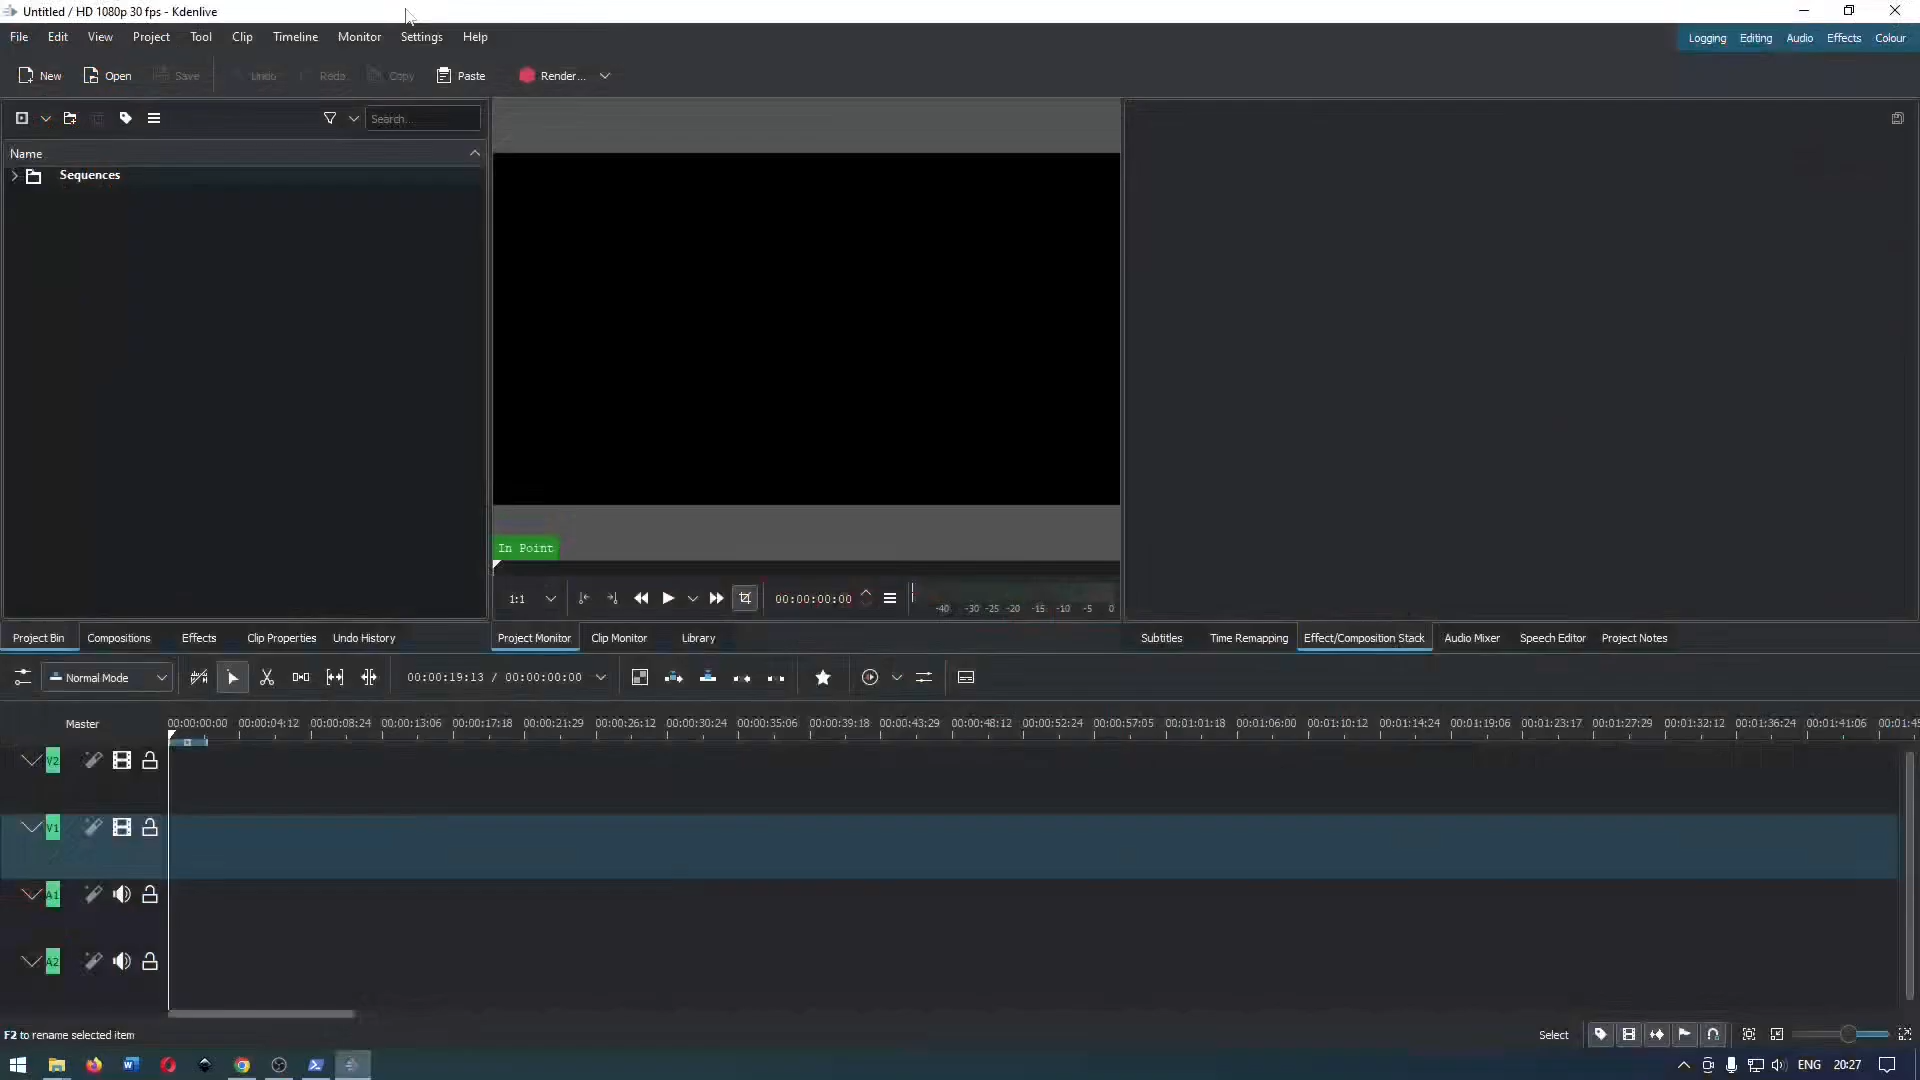 Untitled / HD 1080p 30 fps - Kdenlive
File Edit View Project Tool Clip Timeline Monitor Settings Help
Logging Editing Audio Effects Colour
New Open Save Undo Redo Copy Paste Render...
Search...
Name
Sequences
In Point
1:1 00:00:00:00
-40 -30 -25 -20 -15 -10 -5 0
Project Bin Compositions Effects Clip Properties Undo History Project Monitor Clip Monitor Library Subtitles Time Remapping Effect/Composition Stack Audio Mixer Speech Editor Project Notes
Normal Mode 00:00:19:13 / 00:00:00:00
Master 00:00:00:00 00:00:04:12 00:00:08:24 00:00:13:06 00:00:17:18 00:00:21:29 00:00:26:12 00:00:30:24 00:00:35:06 00:00:39:18 00:00:43:29 00:00:48:12 00:00:52:24 00:00:57:05 00:01:01:18 00:01:06:00 00:01:10:12 00:01:14:24 00:01:19:06 00:01:23:17 00:01:27:29 00:01:32:12 00:01:36:24 00:01:41:06
V2
V1
A1
A2
F2 to rename selected item Select
ENG 20:27